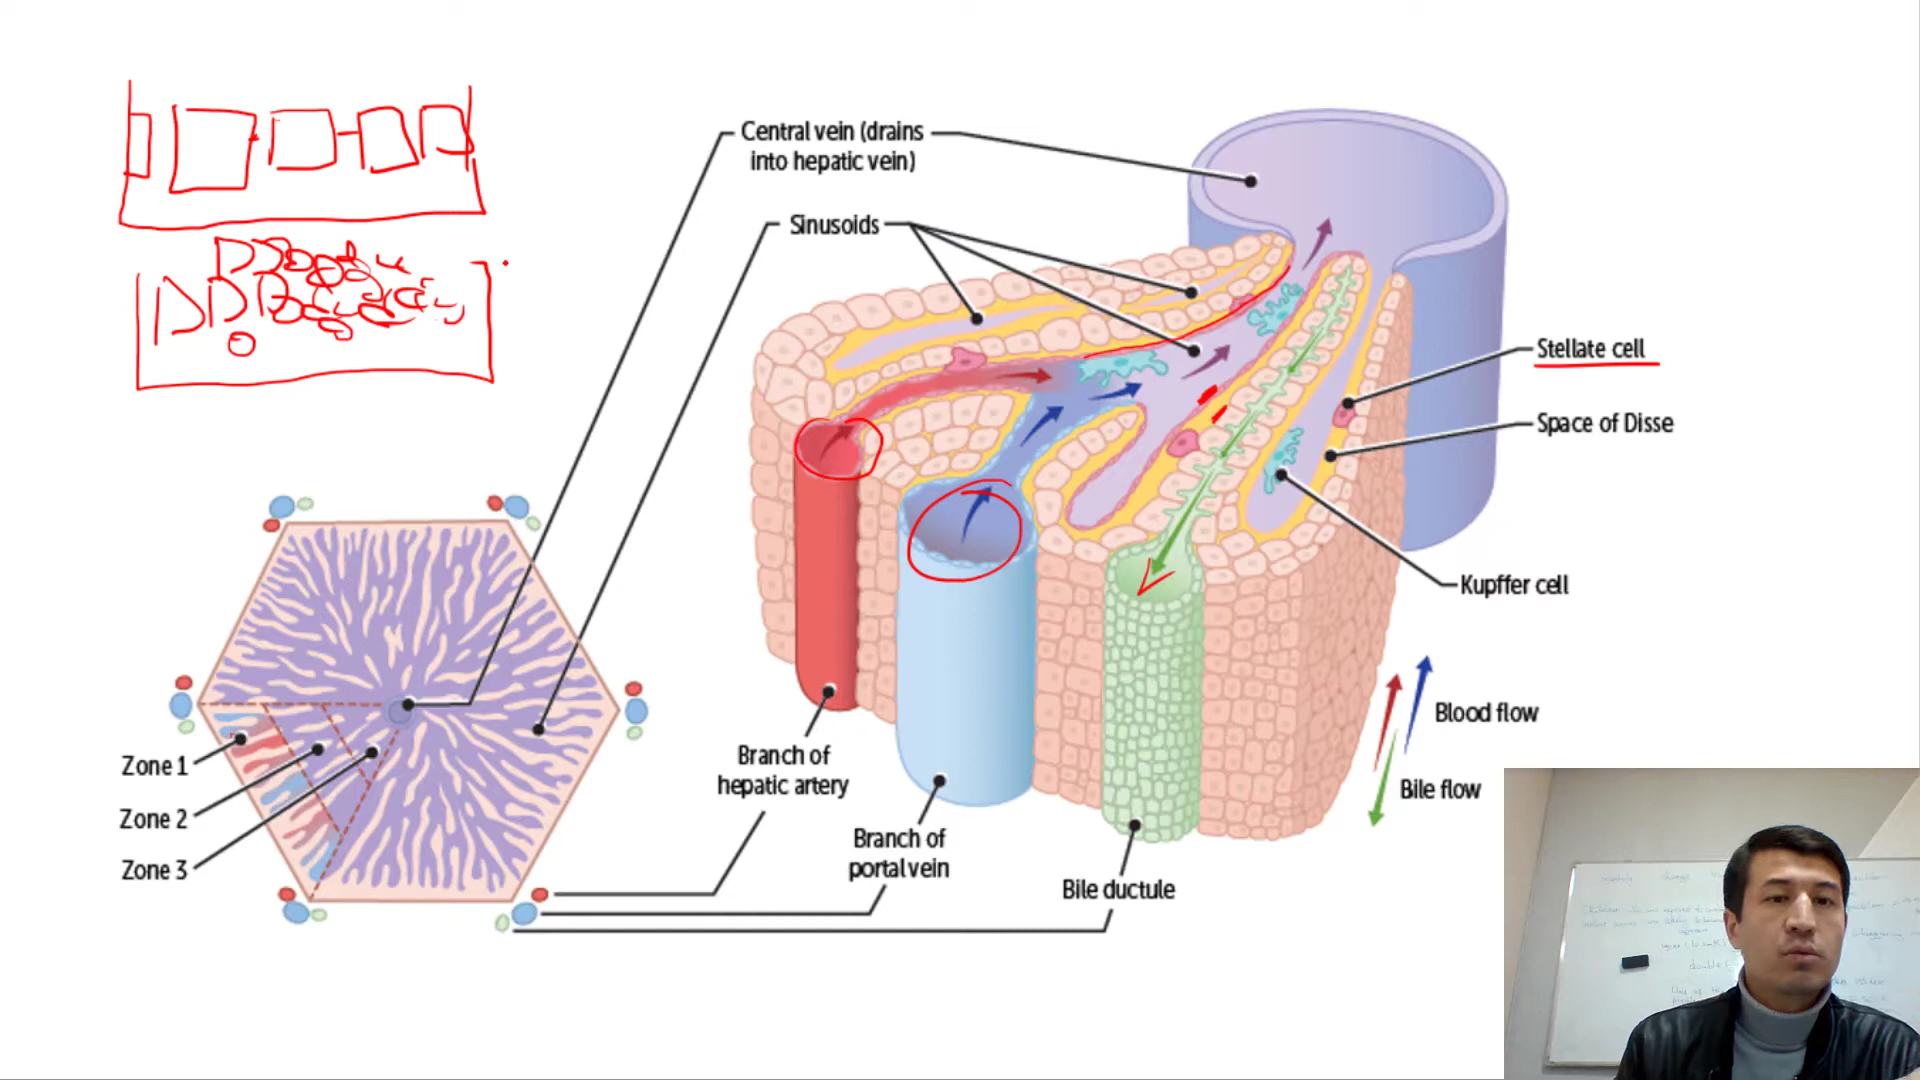 Central vein (drains
into hepatic vein)
Sinusoids
Stellate cell
Space of Disse
Kupffer cell
Blood flow
Bile flow
Zone 1
Zone 2
Zone 3
Branch of
hepatic artery
Branch of
portal vein
Bile ductule